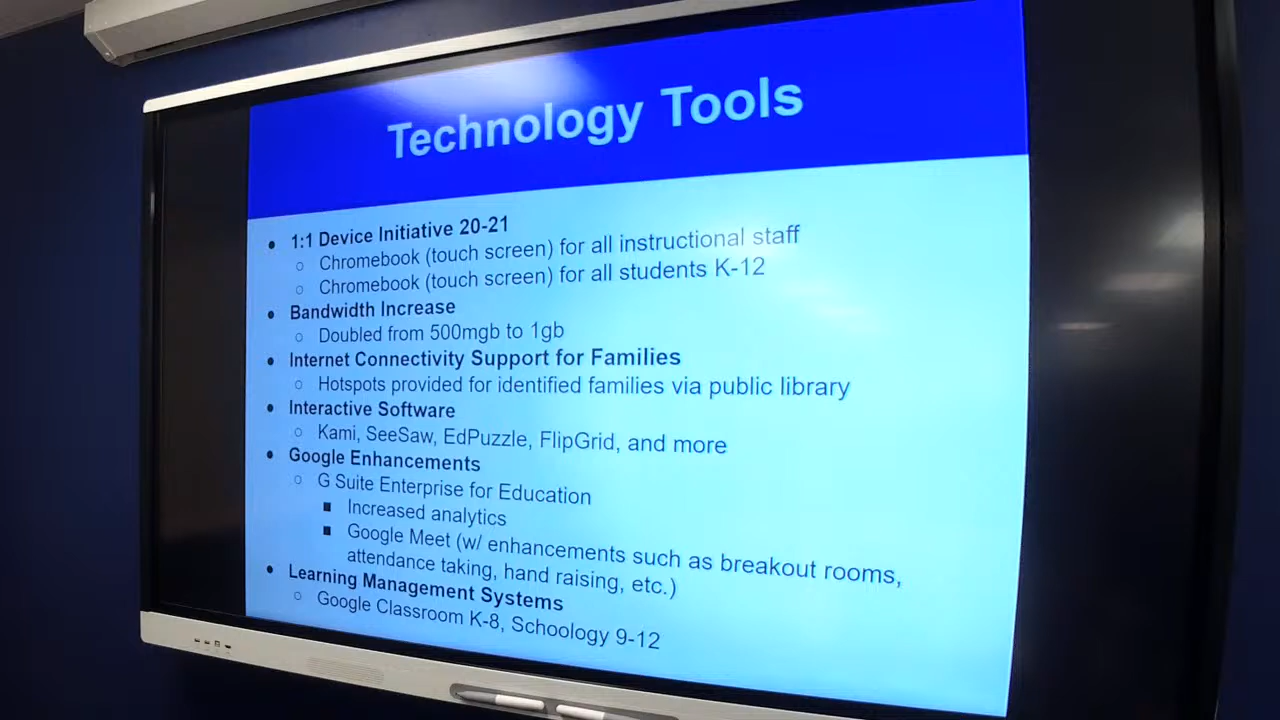 Technology Tools
● 1:1 Device Initiative 20-21
○ Chromebook (touch screen) for all instructional staff
○ Chromebook (touch screen) for all students K-12
● Bandwidth Increase
○ Doubled from 500mgb to 1gb
● Internet Connectivity Support for Families
○ Hotspots provided for identified families via public library
● Interactive Software
○ Kami, SeeSaw, EdPuzzle, FlipGrid, and more
● Google Enhancements
○ G Suite Enterprise for Education
■ Increased analytics
■ Google Meet (w/ enhancements such as breakout rooms,
attendance taking, hand raising, etc.)
● Learning Management Systems
○ Google Classroom K-8, Schoology 9-12